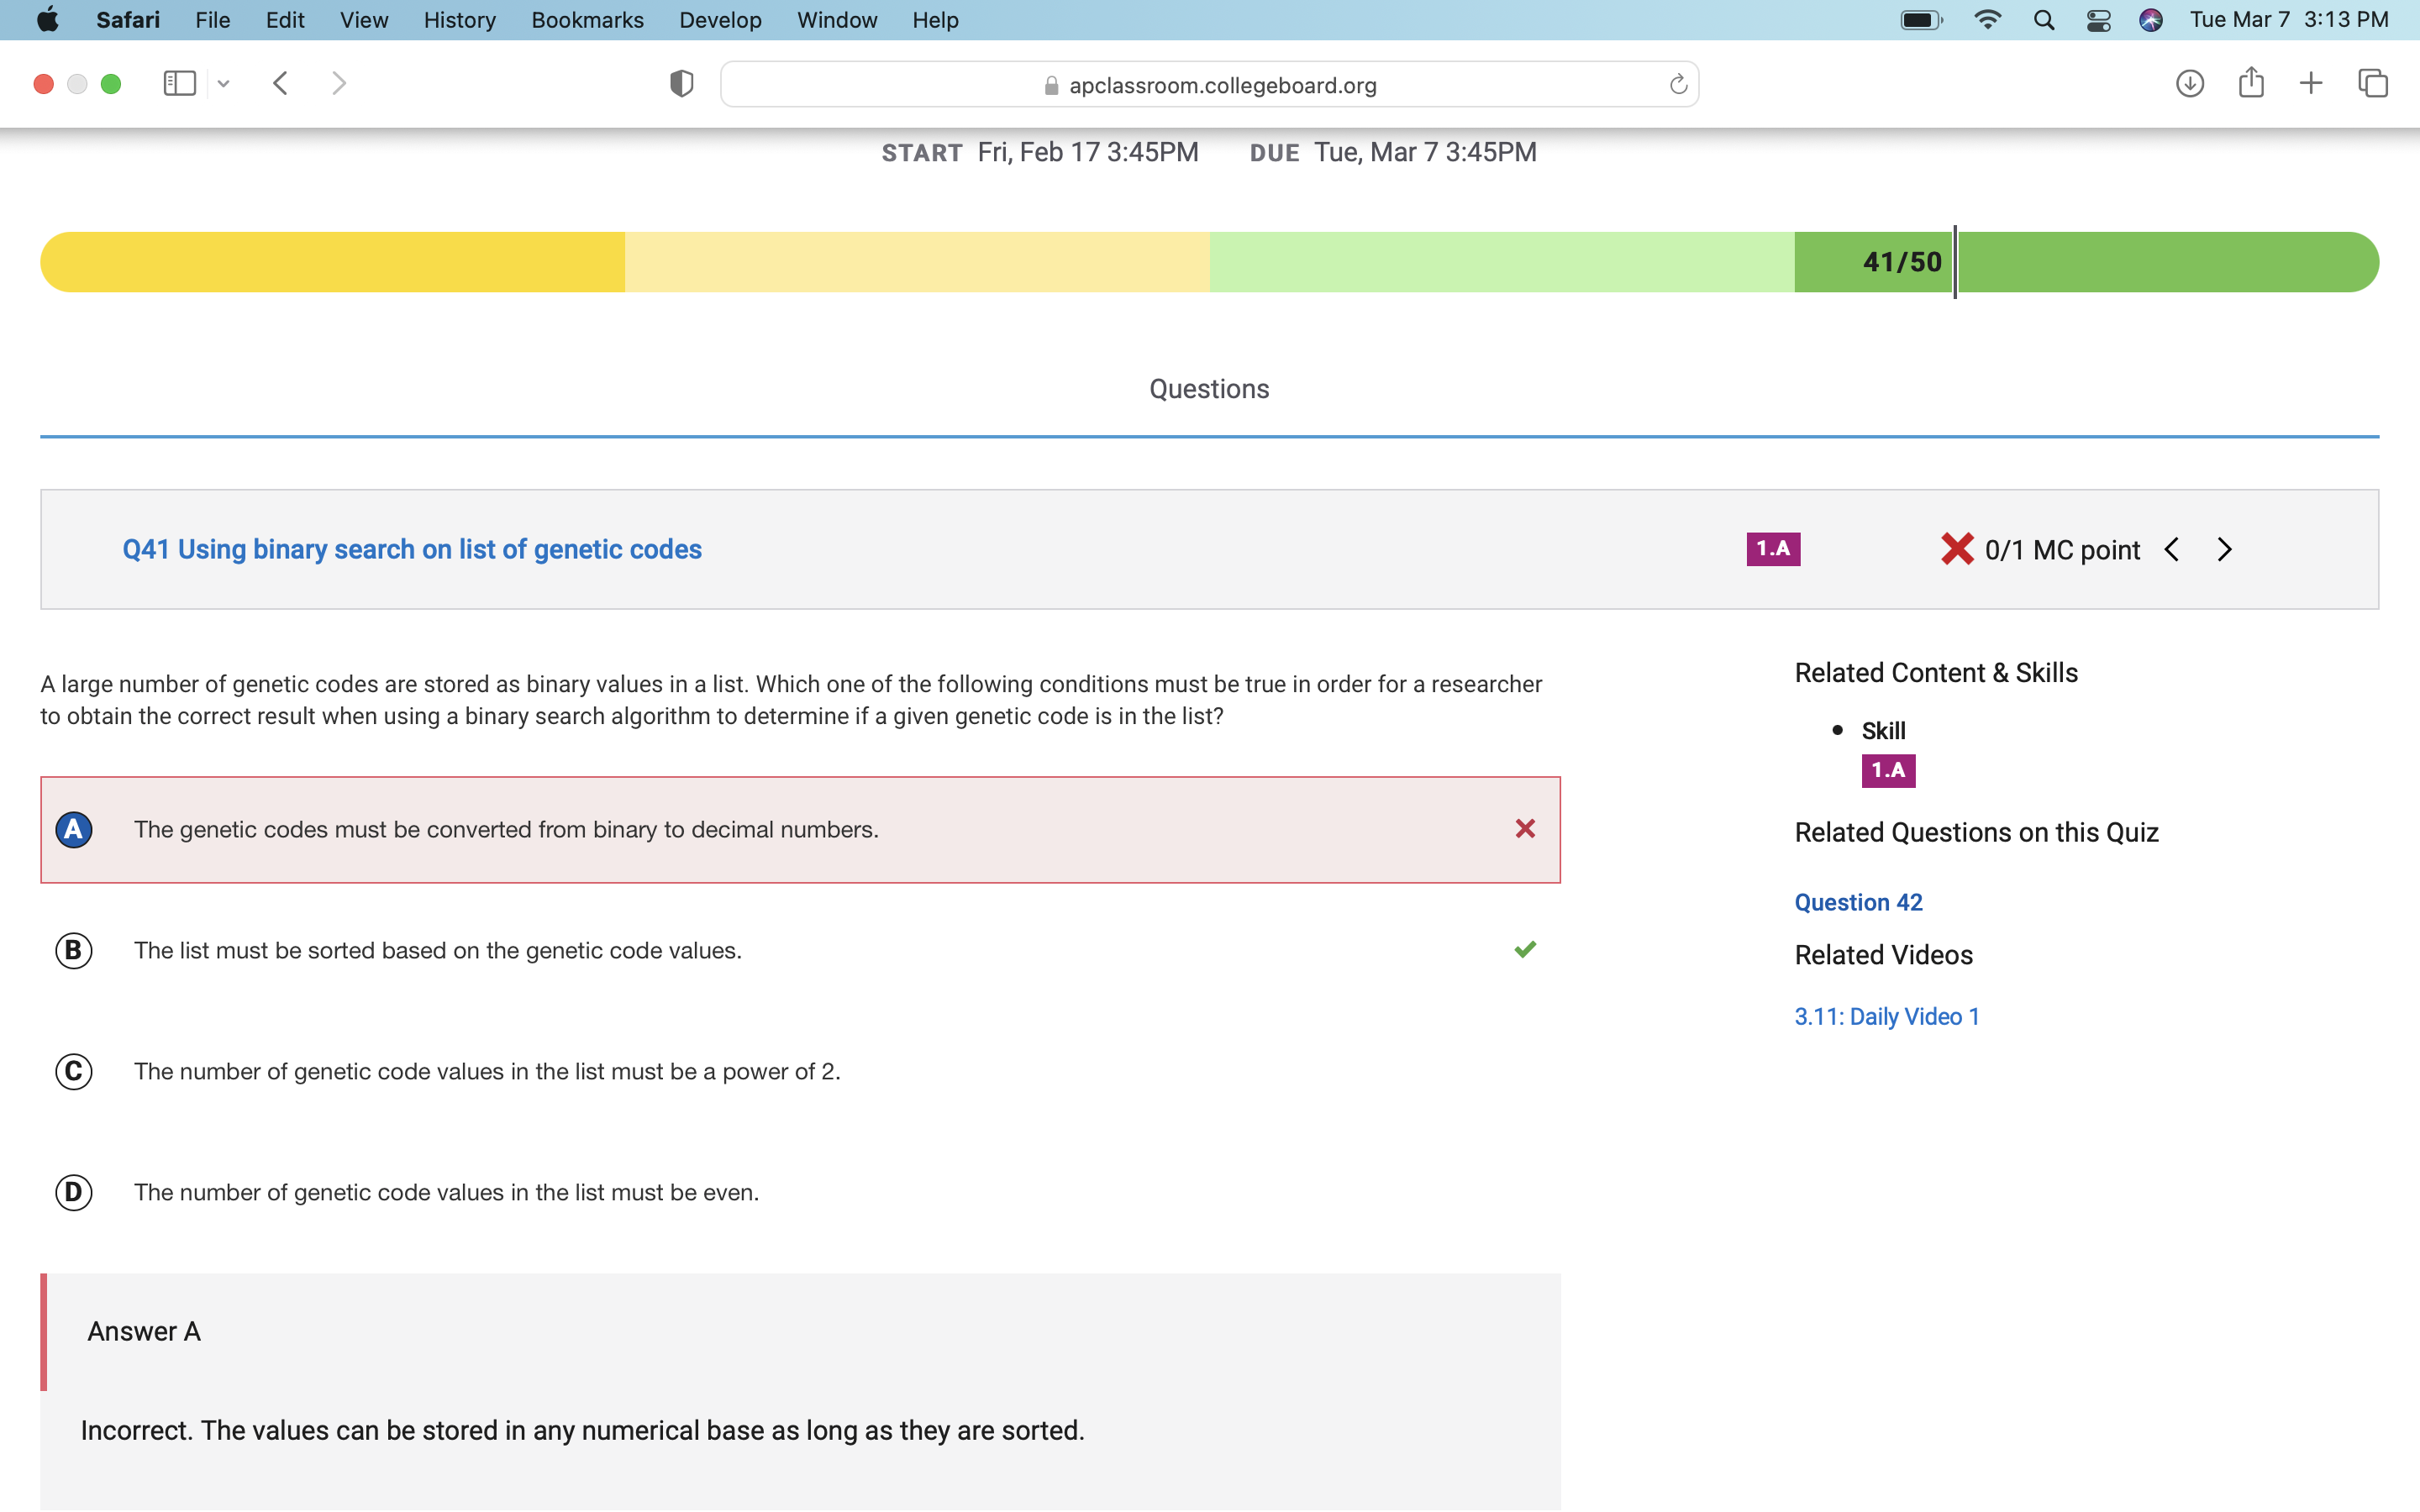 Safari File Edit View History Bookmarks Develop Window Help Tue Mar 7 3:13 PM
apclassroom.collegeboard.org
START Fri, Feb 17 3:45PM DUE Tue, Mar 7 3:45PM
41/50
Questions
Q41 Using binary search on list of genetic codes 1.A 0/1 MC point
A large number of genetic codes are stored as binary values in a list. Which one of the following conditions must be true in order for a researcher
to obtain the correct result when using a binary search algorithm to determine if a given genetic code is in the list?
A The genetic codes must be converted from binary to decimal numbers.
B The list must be sorted based on the genetic code values.
C The number of genetic code values in the list must be a power of 2.
D The number of genetic code values in the list must be even.
Answer A
Incorrect. The values can be stored in any numerical base as long as they are sorted.
Related Content & Skills
Skill
1.A
Related Questions on this Quiz
Question 42
Related Videos
3.11: Daily Video 1